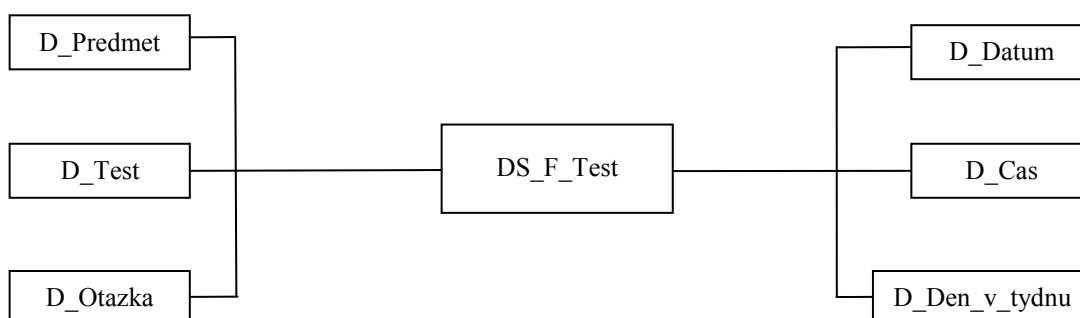 D_Predmet
D_Test
D_Otazka
DS_F_Test
D_Datum
D_Cas
D_Den_v_tydnu